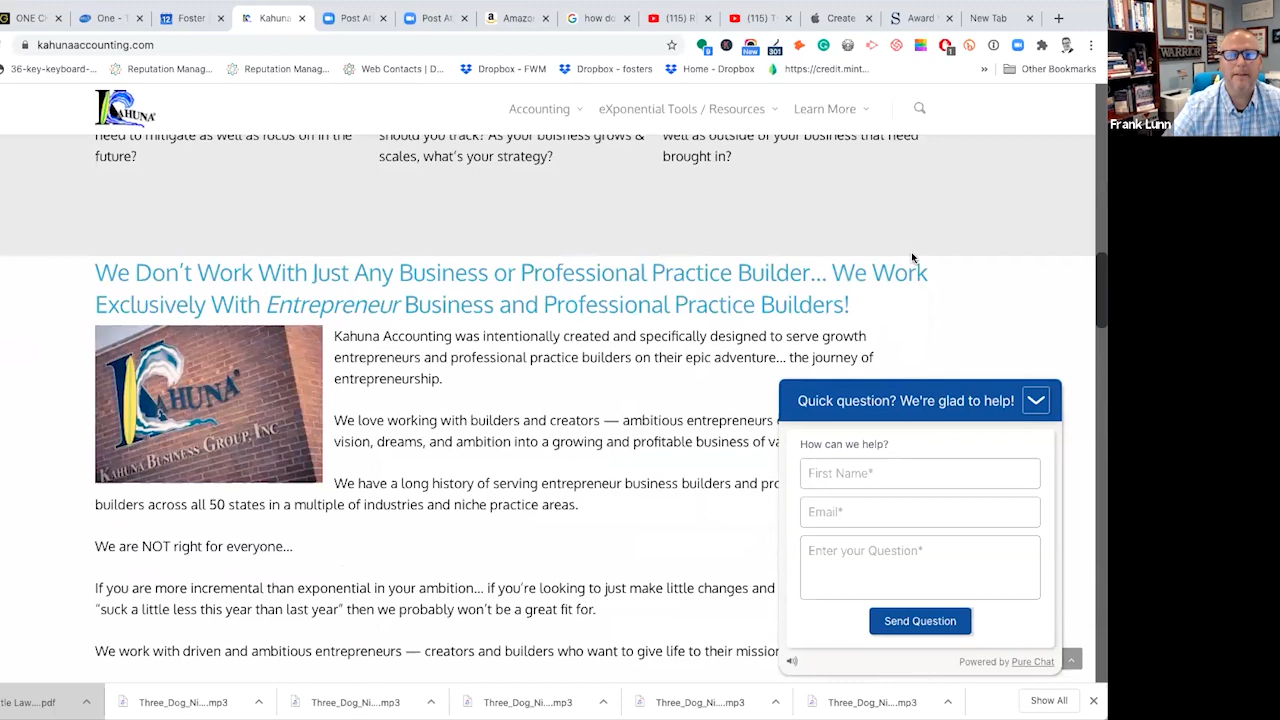 ONE Cl
One - T
Foster
Kahuna
Post At
Post At
Amazo
how do
(115) R
(115) T
Create
Award
New Tab
kahunaaccounting.com
36-key-keyboard-...
Reputation Manag...
Reputation Manag...
Web Contacts | D...
Dropbox - FWM
Dropbox - fosters
Home - Dropbox
https://credit.mint...
Other Bookmarks
KAHUNA
Accounting
eXponential Tools / Resources
Learn More
WARRIOR
Frank Lunn
need to mitigate as well as focus on in the
future?
should you track? As your business grows &
scales, what's your strategy?
well as outside of your business that need
brought in?
We Don't Work With Just Any Business or Professional Practice Builder... We Work
Exclusively With Entrepreneur Business and Professional Practice Builders!
KAHUNA
KAHUNA BUSINESS GROUP, INC
Kahuna Accounting was intentionally created and specifically designed to serve growth
entrepreneurs and professional practice builders on their epic adventure... the journey of
entrepreneurship.
We love working with builders and creators — ambitious entrepreneurs
vision, dreams, and ambition into a growing and profitable business of va
We have a long history of serving entrepreneur business builders and pro
builders across all 50 states in a multiple of industries and niche practice areas.
We are NOT right for everyone...
If you are more incremental than exponential in your ambition... if you're looking to just make little changes and
"suck a little less this year than last year" then we probably won't be a great fit for.
We work with driven and ambitious entrepreneurs — creators and builders who want to give life to their mission
Quick question? We're glad to help!
How can we help?
First Name*
Email*
Enter your Question*
Send Question
Powered by Pure Chat
tle Law....pdf
Three_Dog_Ni....mp3
Three_Dog_Ni....mp3
Three_Dog_Ni....mp3
Three_Dog_Ni....mp3
Three_Dog_Ni....mp3
Show All